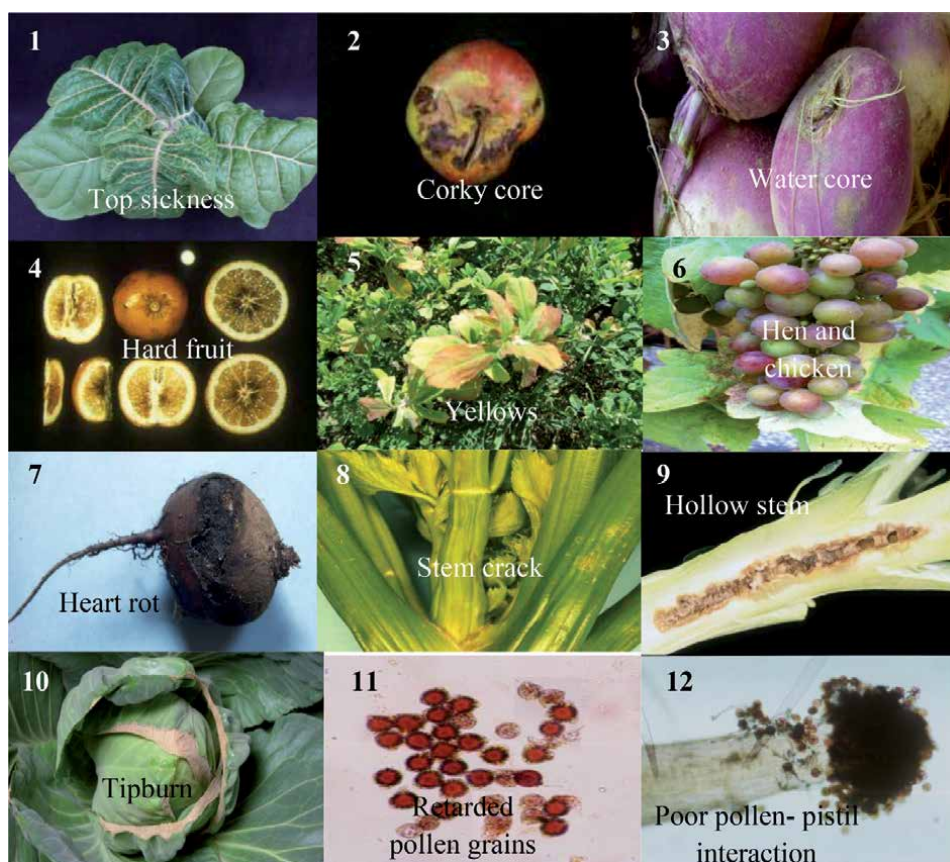 1
Top sickness
2
Corky core
3
Water core
4
Hard fruit
5
Yellows
6
Hen and
chicken
7
Heart rot
8
Stem crack
9
Hollow stem
10
Tipburn
11
Retarded
pollen grains
12
Poor pollen- pistil
interaction